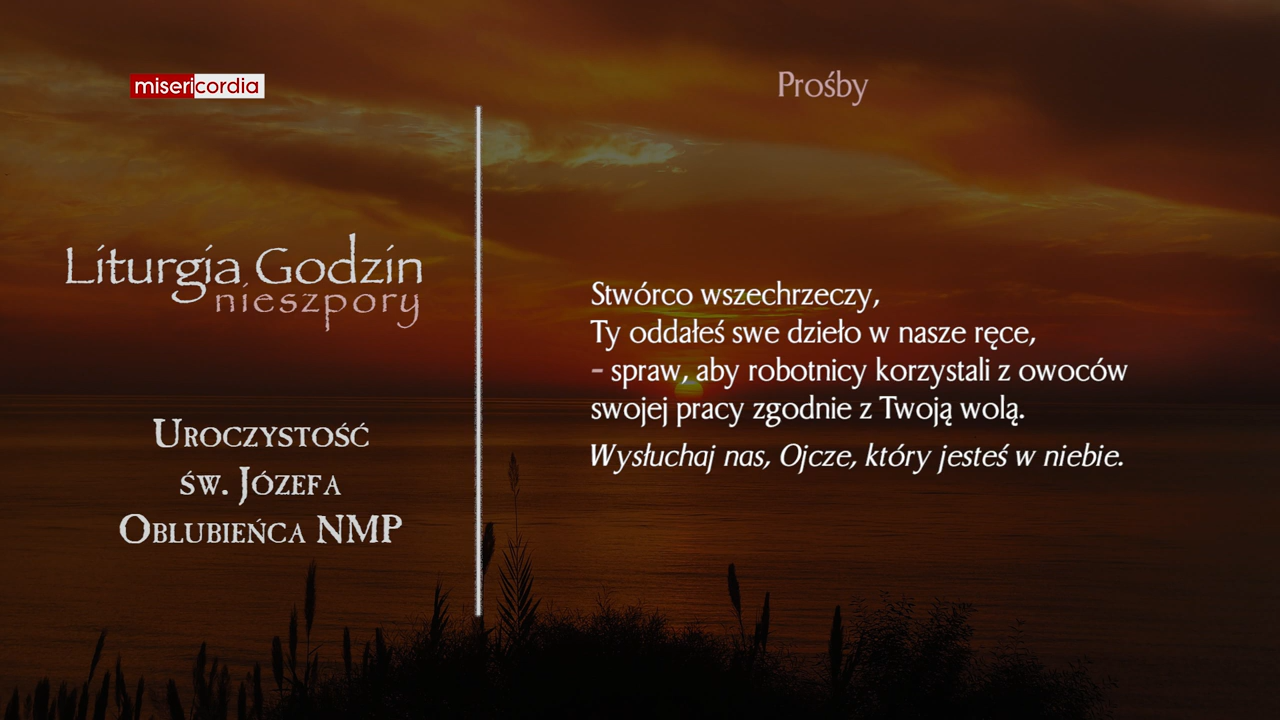 misericordia
Prośby
Liturgia Godzin
nieszpory
Uroczystość
św. Józefa
Oblubieńca NMP
Stwórco wszechrzeczy,
Ty oddałeś swe dzieło w nasze ręce,
- spraw, aby robotnicy korzystali z owoców
swojej pracy zgodnie z Twoją wolą.
Wysłuchaj nas, Ojcze, który jesteś w niebie.